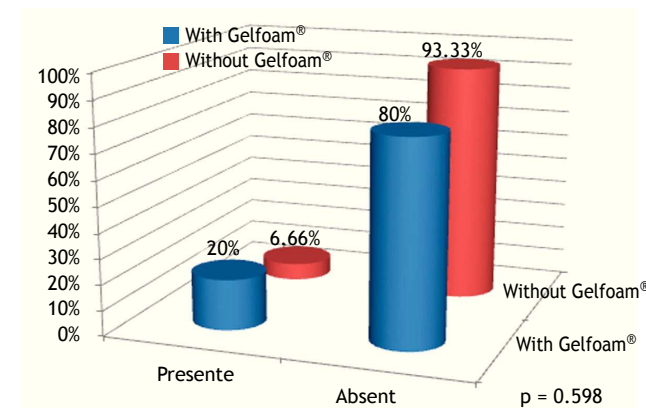 With Gelfoam®
Without Gelfoam®
93.33%
100%
90%
80%
80%
70%
60%
50%
40%
30%
20%
10%
0%
20%
6.66%
Without Gelfoam®
With Gelfoam®
Presente
Absent
p = 0.598